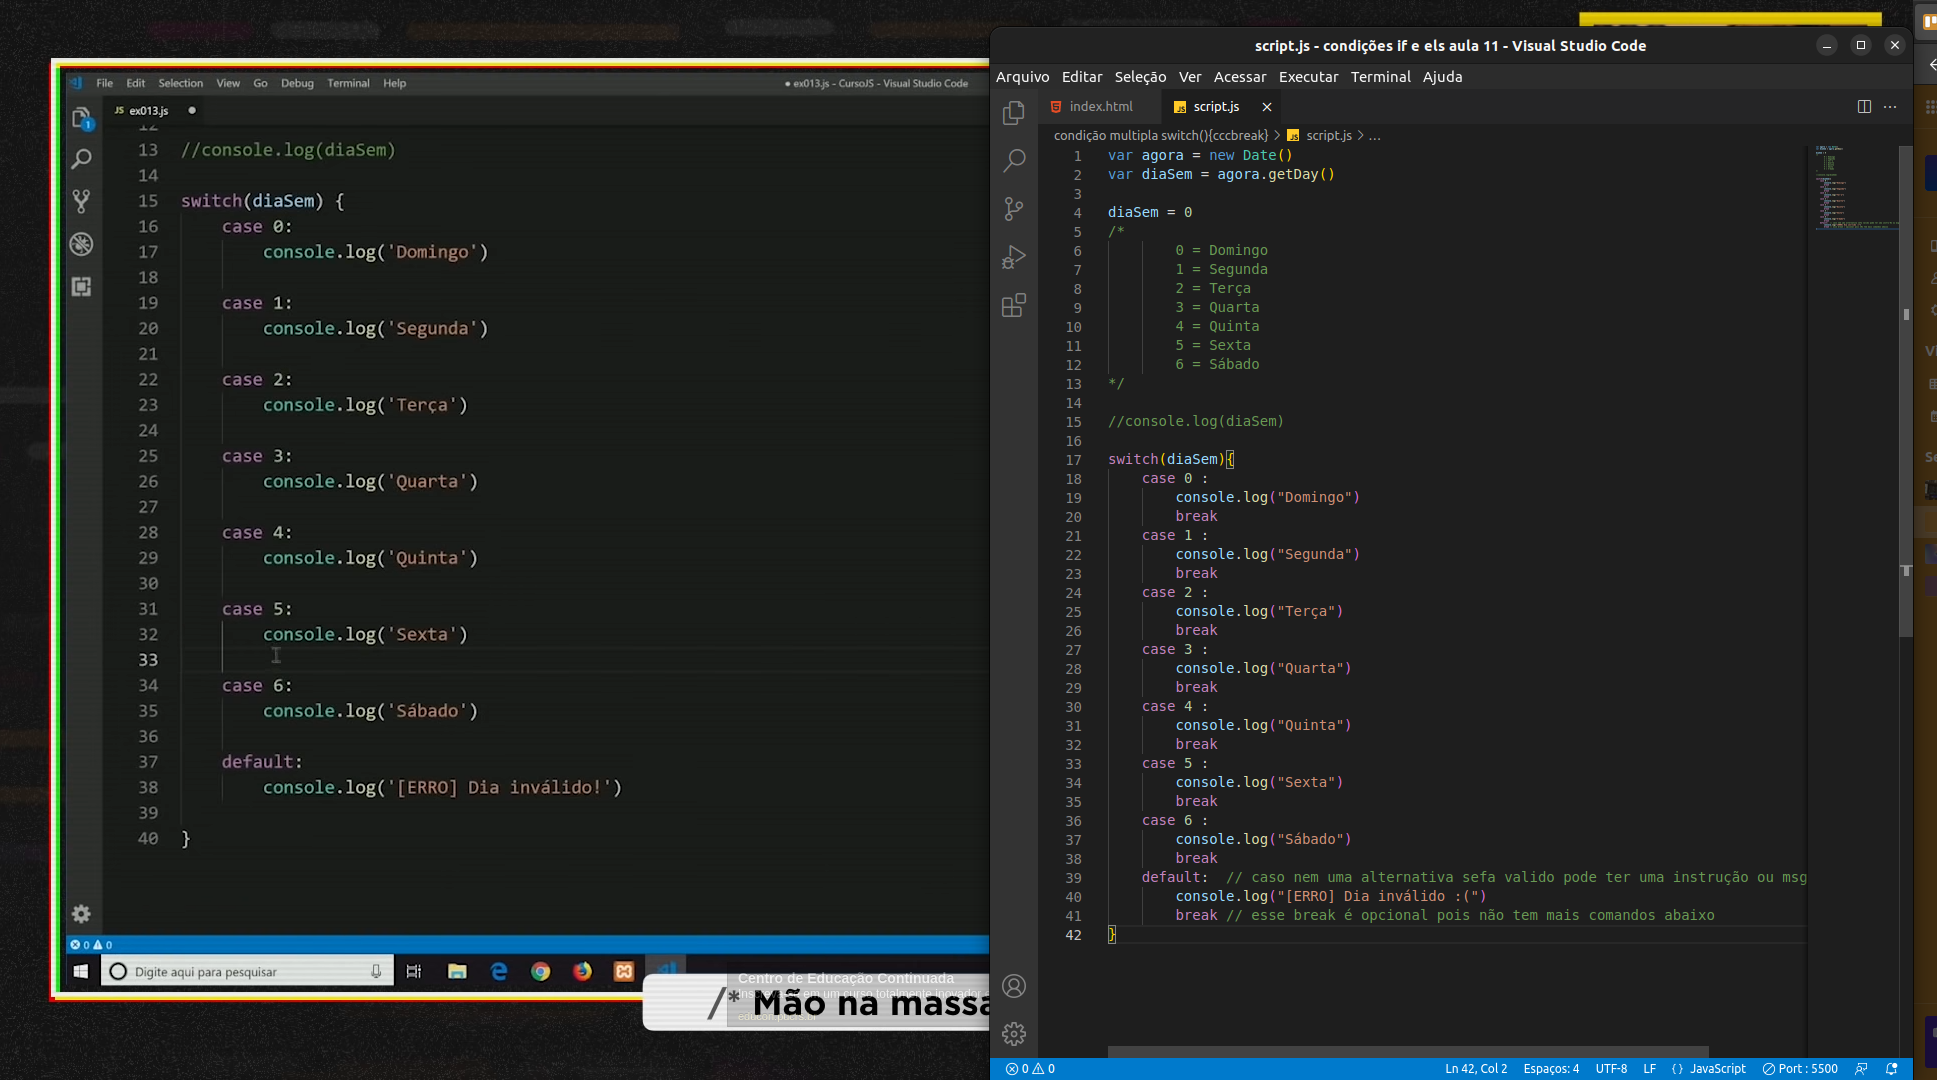 File Edit Selection View Go Debug Terminal Help
● ex013.js - CursoJS - Visual Studio Code
JS ex013.js ●
1
12
13 //console.log(diaSem)
14
15 switch(diaSem) {
16 case 0:
17 console.log('Domingo')
18
19 case 1:
20 console.log('Segunda')
21
22 case 2:
23 console.log('Terça')
24
25 case 3:
26 console.log('Quarta')
27
28 case 4:
29 console.log('Quinta')
30
31 case 5:
32 console.log('Sexta')
33
34 case 6:
35 console.log('Sábado')
36
37 default:
38 console.log('[ERRO] Dia inválido!')
39
40 }
0 0
Digite aqui para pesquisar
Centro de Educação Continuada
em um curso totalmente inovador
/* Mão na massa
script.js - condições if e els aula 11 - Visual Studio Code
Arquivo Editar Seleção Ver Acessar Executar Terminal Ajuda
index.html
JS script.js ×
condição multipla switch(){cccbreak} > JS script.js > ...
1 var agora = new Date()
2 var diaSem = agora.getDay()
3
4 diaSem = 0
5 /*
6 0 = Domingo
7 1 = Segunda
8 2 = Terça
9 3 = Quarta
10 4 = Quinta
11 5 = Sexta
12 6 = Sábado
13 */
14
15 //console.log(diaSem)
16
17 switch(diaSem){
18 case 0 :
19 console.log("Domingo")
20 break
21 case 1 :
22 console.log("Segunda")
23 break
24 case 2 :
25 console.log("Terça")
26 break
27 case 3 :
28 console.log("Quarta")
29 break
30 case 4 :
31 console.log("Quinta")
32 break
33 case 5 :
34 console.log("Sexta")
35 break
36 case 6 :
37 console.log("Sábado")
38 break
39 default: // caso nem uma alternativa sefa valido pode ter uma instrução ou msg
40 console.log("[ERRO] Dia inválido :(")
41 break // esse break é opcional pois não tem mais comandos abaixo
42 }
0 0
Ln 42, Col 2 Espaços: 4 UTF-8 LF {} JavaScript Port : 5500